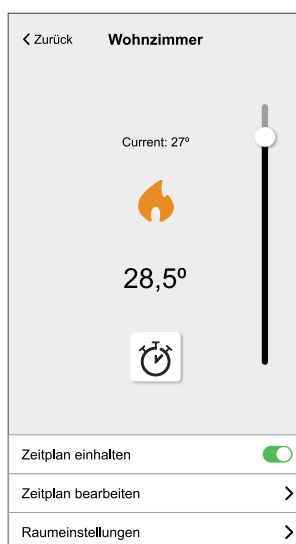 Zurück Wohnzimmer
Current: 27º
28,5º
Zeitplan einhalten
Zeitplan bearbeiten
Raumeinstellungen